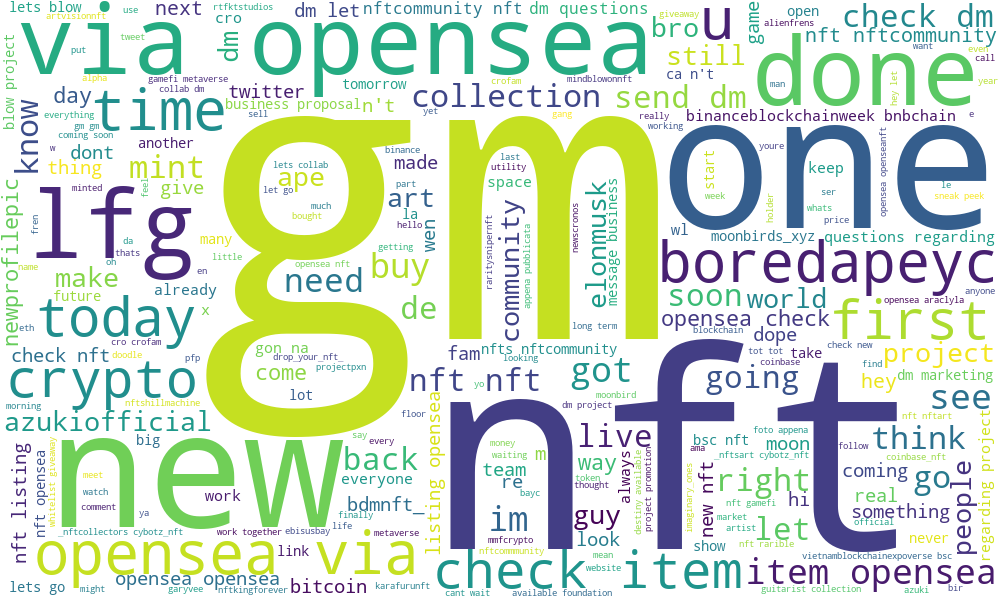 lets blow
artvisionnft
use
rtfktstudios
dm let
nftcommunity nft
dm questions
giveaway
open
check dm
via opensea
put
tweet
cro
dm
bro
u
game
alienfrens
want
even
nft nftcommunity
next
blow project
alpha
gamefi metaverse
crofam
mindblowonnft
still
done
call
year
day
time
collab dm
twitter
tomorrow
ca n't
man
hey let
know
everything
business proposal
n't
collection
send dm
gm gm
coming soon
sell
yet
gang
really
working
binanceblockchainweek bnbchain
e
w
dont
another
binance
gm
one
youre
thing
mint
made
lets collab
ape
last
utility
keep
start
le
minted
feel
give
let go
part
art
space
ser
week
holder
whats
price
opensea openseanft
sneak peek
newprofilepic
lfg
fren
bought
much
la
hello
wen
community
raritysnipernft
newscronos
appena pubblicata
elonmusk
message business
wl
moonbirds_xyz
questions regarding
da
thats
oh
many
little
getting
opensea nft
en
name
make
future
already
need
buy
boredapeyc
anyone
x
de
long term
soon
world
opensea araclyla
eth
today
cro crofam
doodle
blockchain
opensea check
first
check nft
pfp
gon na
come
drop_your_nft_
projectpxn
fam
nfts nftcommunity
looking
dope
coinbase
tot tot
take
check new
find
project
crypto
morning
nftshillmachine
lot
nft nft
yo
moonbird
got
going
hey
dm marketing
see
azukiofficial
floor
dm project
nft
nft nftart
say
every
money
waiting
m
live
ama
bsc nft
moon
foto appena
follow
think
new
big
back
everyone
team
re
bayc
token
thought
way
always
destiny available
project promotion
imaginary_ones
new nft
_nftsart cybotz_nft
coinbase_nft
coming
go
people
regarding project
nft listing
nft opensea
whitelist giveaway
meet
watch
comment
work
bdmnft_
listing opensea
im
guy
right
nft gamefi
hi
real
something
ya
_nftcollectors cybotz_nft
work together
ebisusbay
life
finally
metaverse
mmfcrypto
look
market
artist
let
official
never
opensea via
link
nftcommmunity
mean
website
show
nft rarible
vietnamblockchainexpoverse bsc
lets go
might
opensea opensea
garyvee
nftkingforever
bitcoin
karafurunft
check item
cant wait
available foundation
item opensea
guitarist collection
azuki
bir